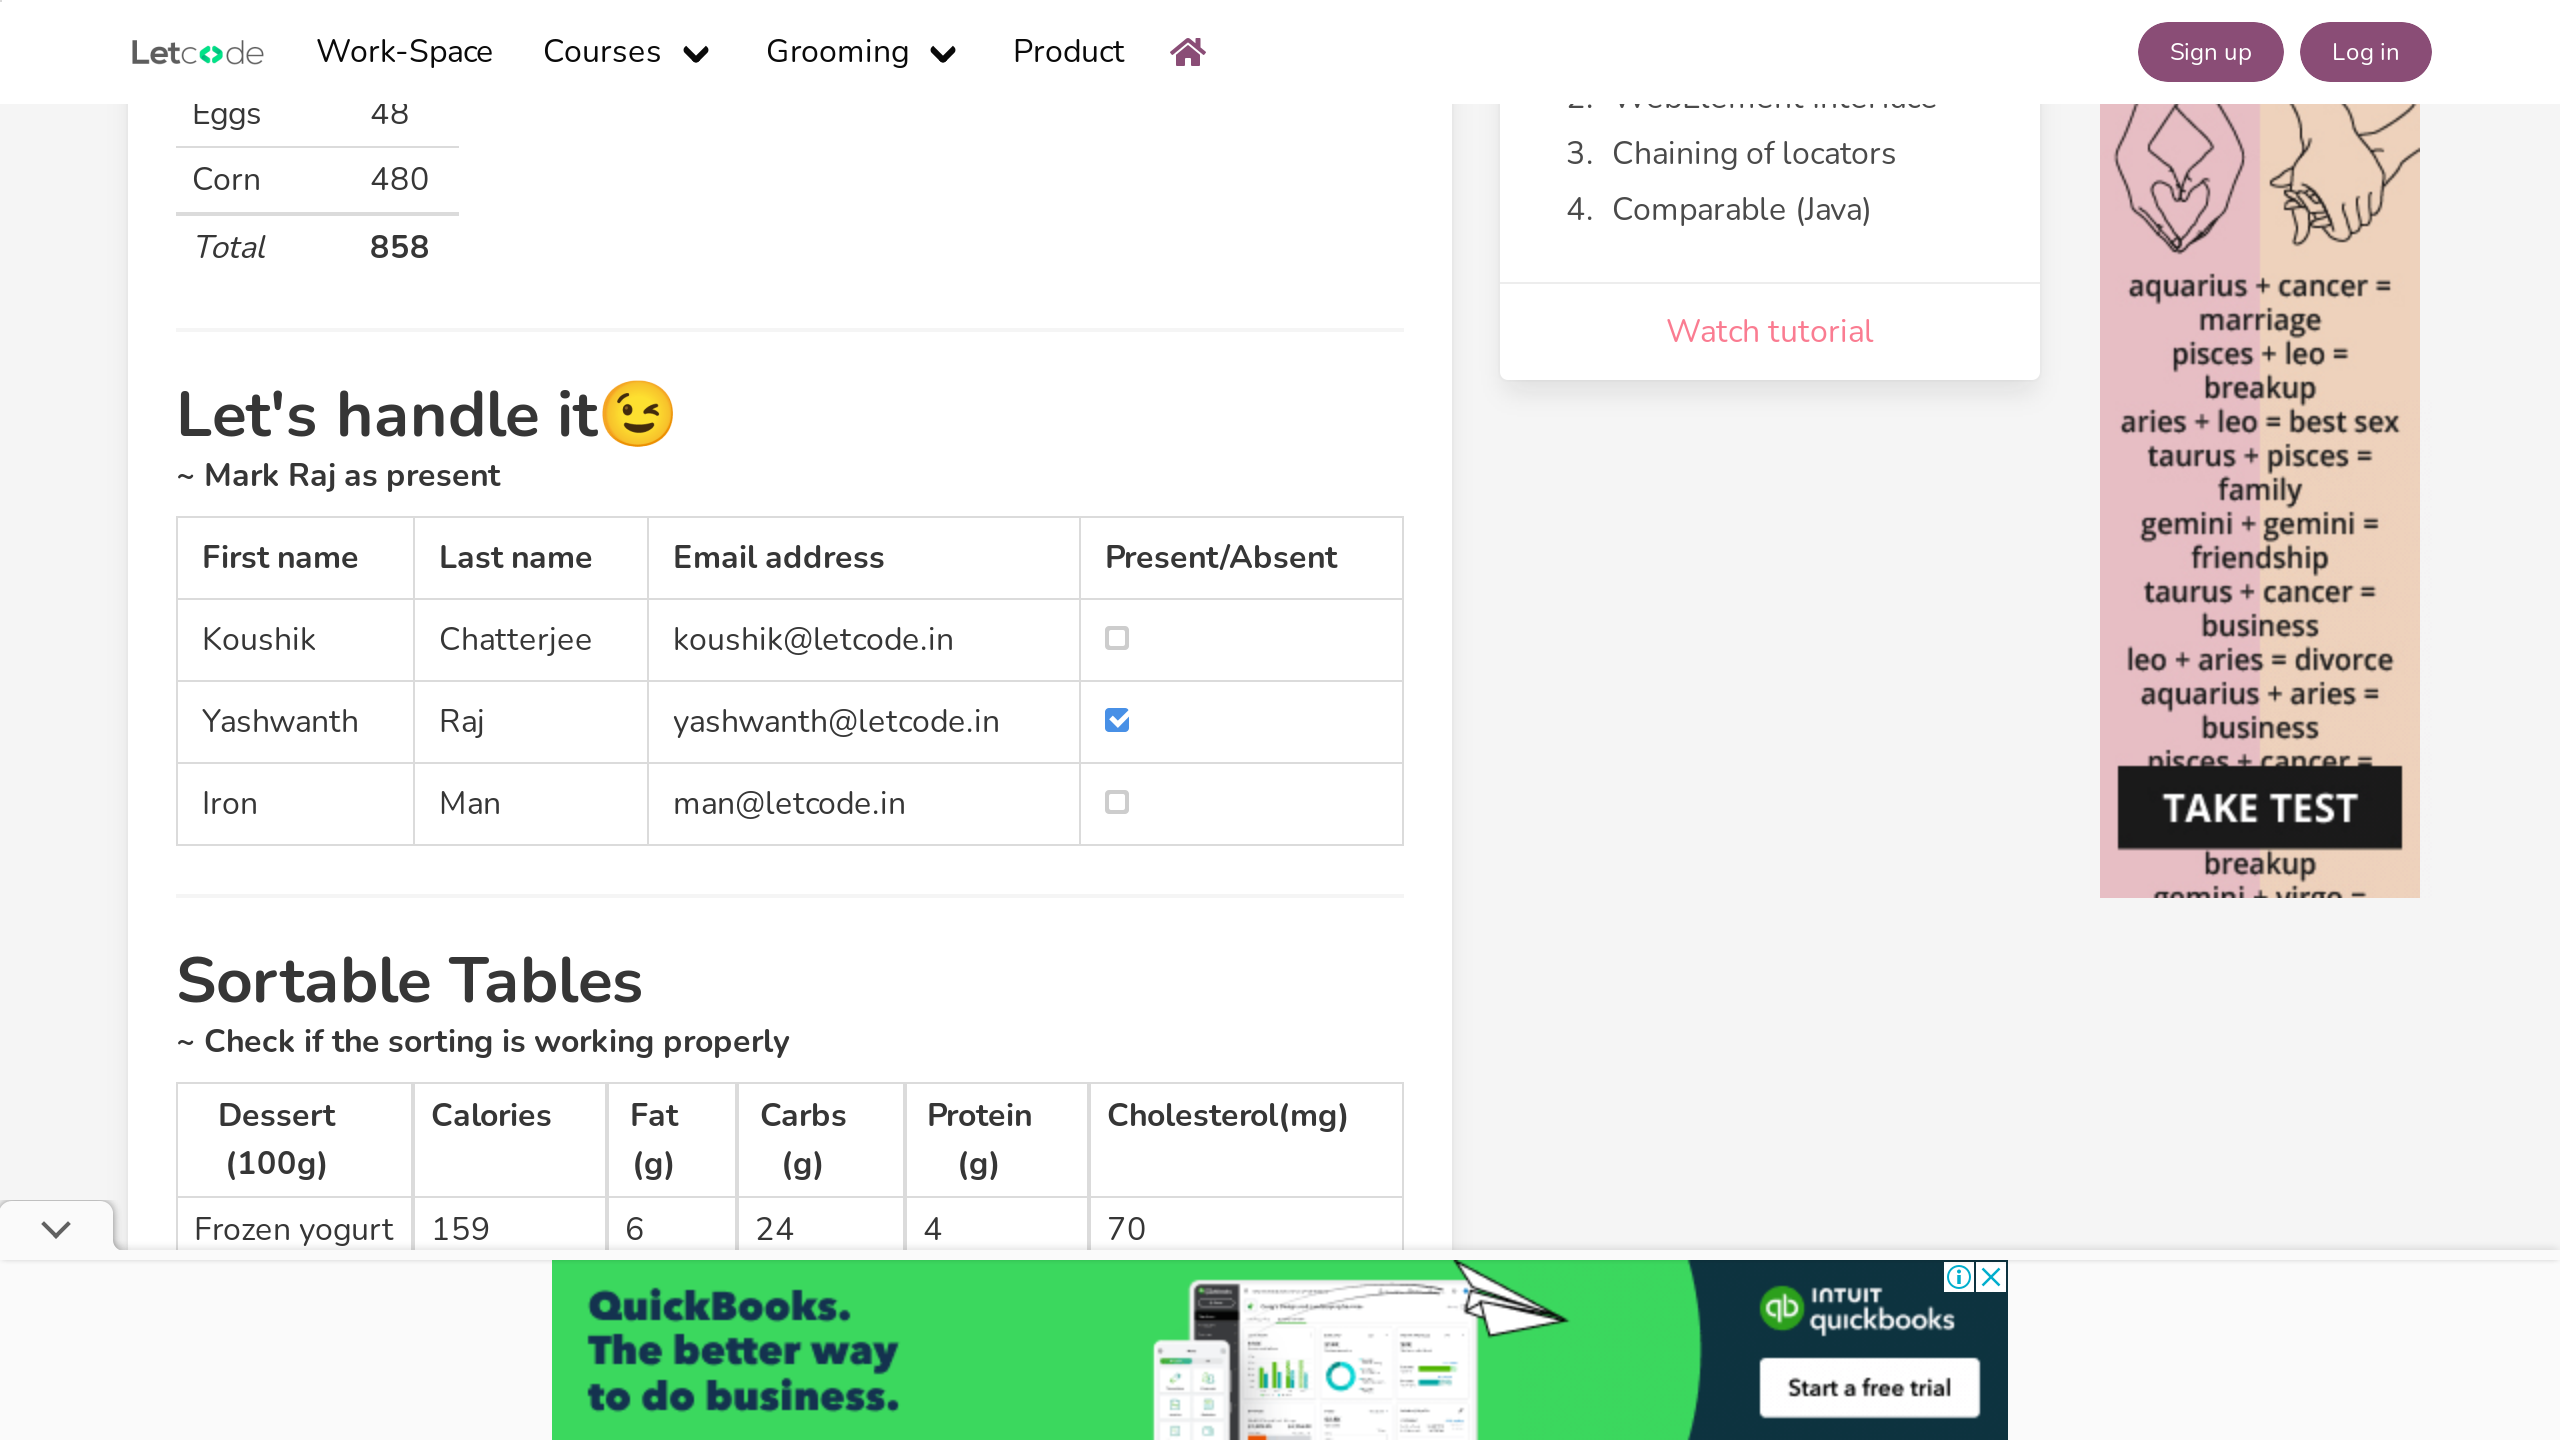 Letcode Work-Space Courses Grooming Product Sign up Log in
Eggs 48
Corn 480
Total 858
3. Chaining of locators
4. Comparable (Java)
Watch tutorial
Let's handle it😉
~ Mark Raj as present
First name Last name Email address Present/Absent
Koushik Chatterjee koushik@letcode.in
Yashwanth Raj yashwanth@letcode.in
Iron Man man@letcode.in
Sortable Tables
~ Check if the sorting is working properly
Dessert (100g) Calories Fat (g) Carbs (g) Protein (g) Cholesterol(mg)
Frozen yogurt 159 6 24 4 70
aquarius + cancer =
marriage
pisces + leo =
breakup
aries + leo = best sex
taurus + pisces =
family
gemini + gemini =
friendship
taurus + cancer =
business
leo + aries = divorce
aquarius + aries =
business
pisces + cancer =
TAKE TEST
breakup
gemini + virgo =
QuickBooks.
The better way
to do business.
INTUIT
quickbooks
Start a free trial